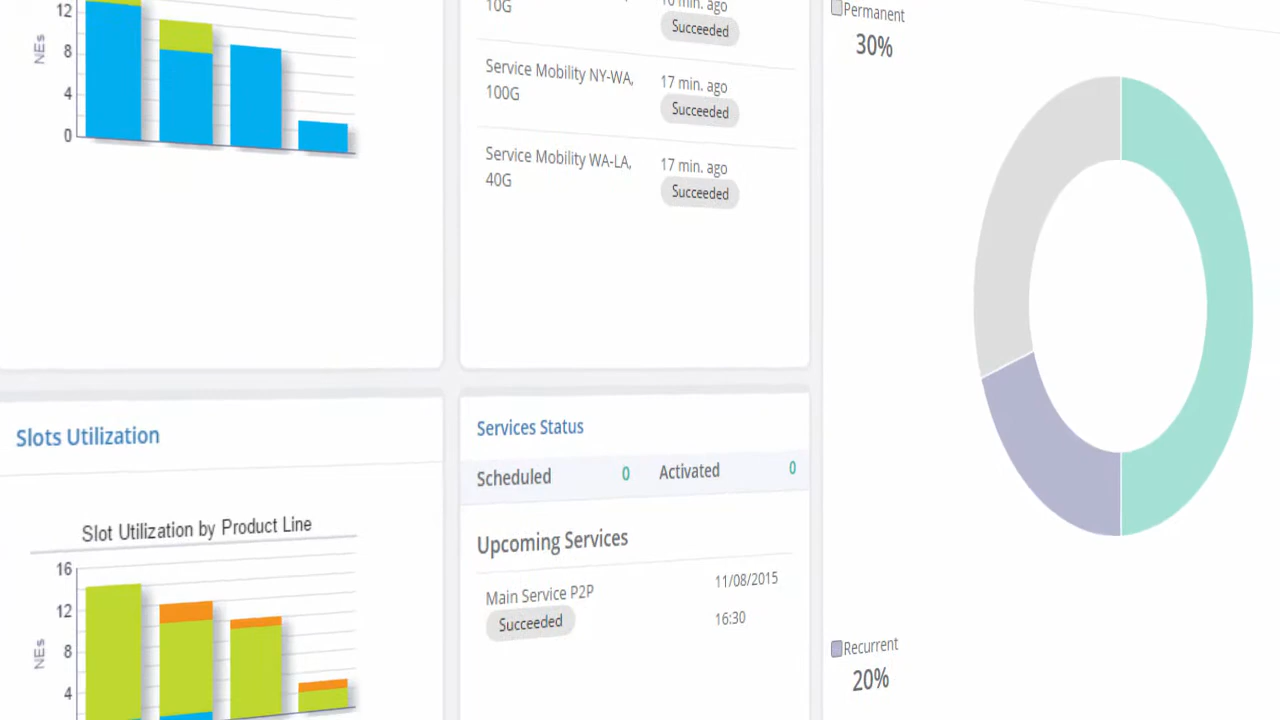 12
8
4
0
NEs
10G
10 min. ago
Succeeded
Service Mobility NY-WA,
100G
17 min. ago
Succeeded
Service Mobility WA-LA,
40G
17 min. ago
Succeeded
Permanent
30%
Slots Utilization
Slot Utilization by Product Line
16
12
8
4
NEs
Services Status
Scheduled 0 Activated 0
Upcoming Services
Main Service P2P 11/08/2015
Succeeded 16:30
Recurrent
20%